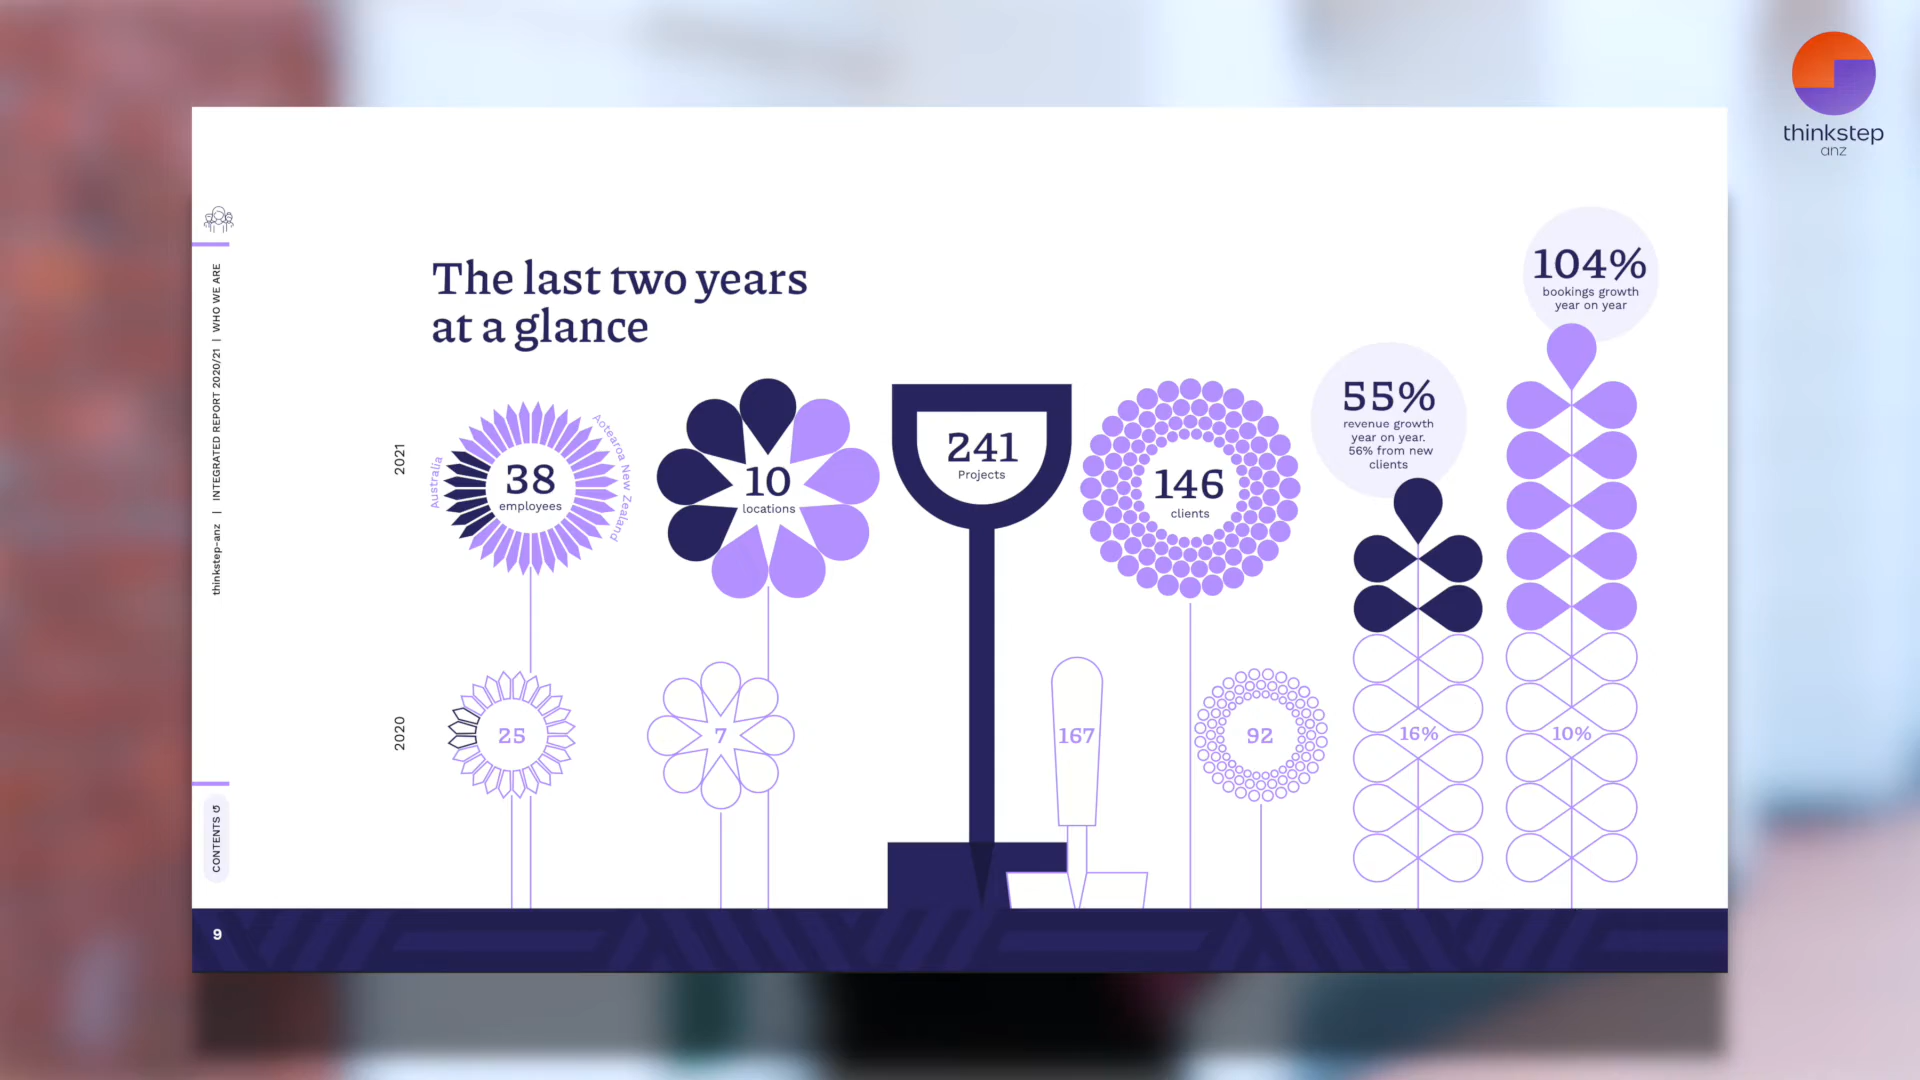 thinkstep
anz
thinkstep-anz | INTEGRATED REPORT 2020/21 | WHO WE ARE
CONTENTS
9
The last two years
at a glance
2021
Australia
38
employees
Aotearoa New Zealand
10
locations
241
Projects
146
clients
55%
revenue growth
year on year.
56% from new
clients
104%
bookings growth
year on year
2020
25
7
167
92
16%
10%